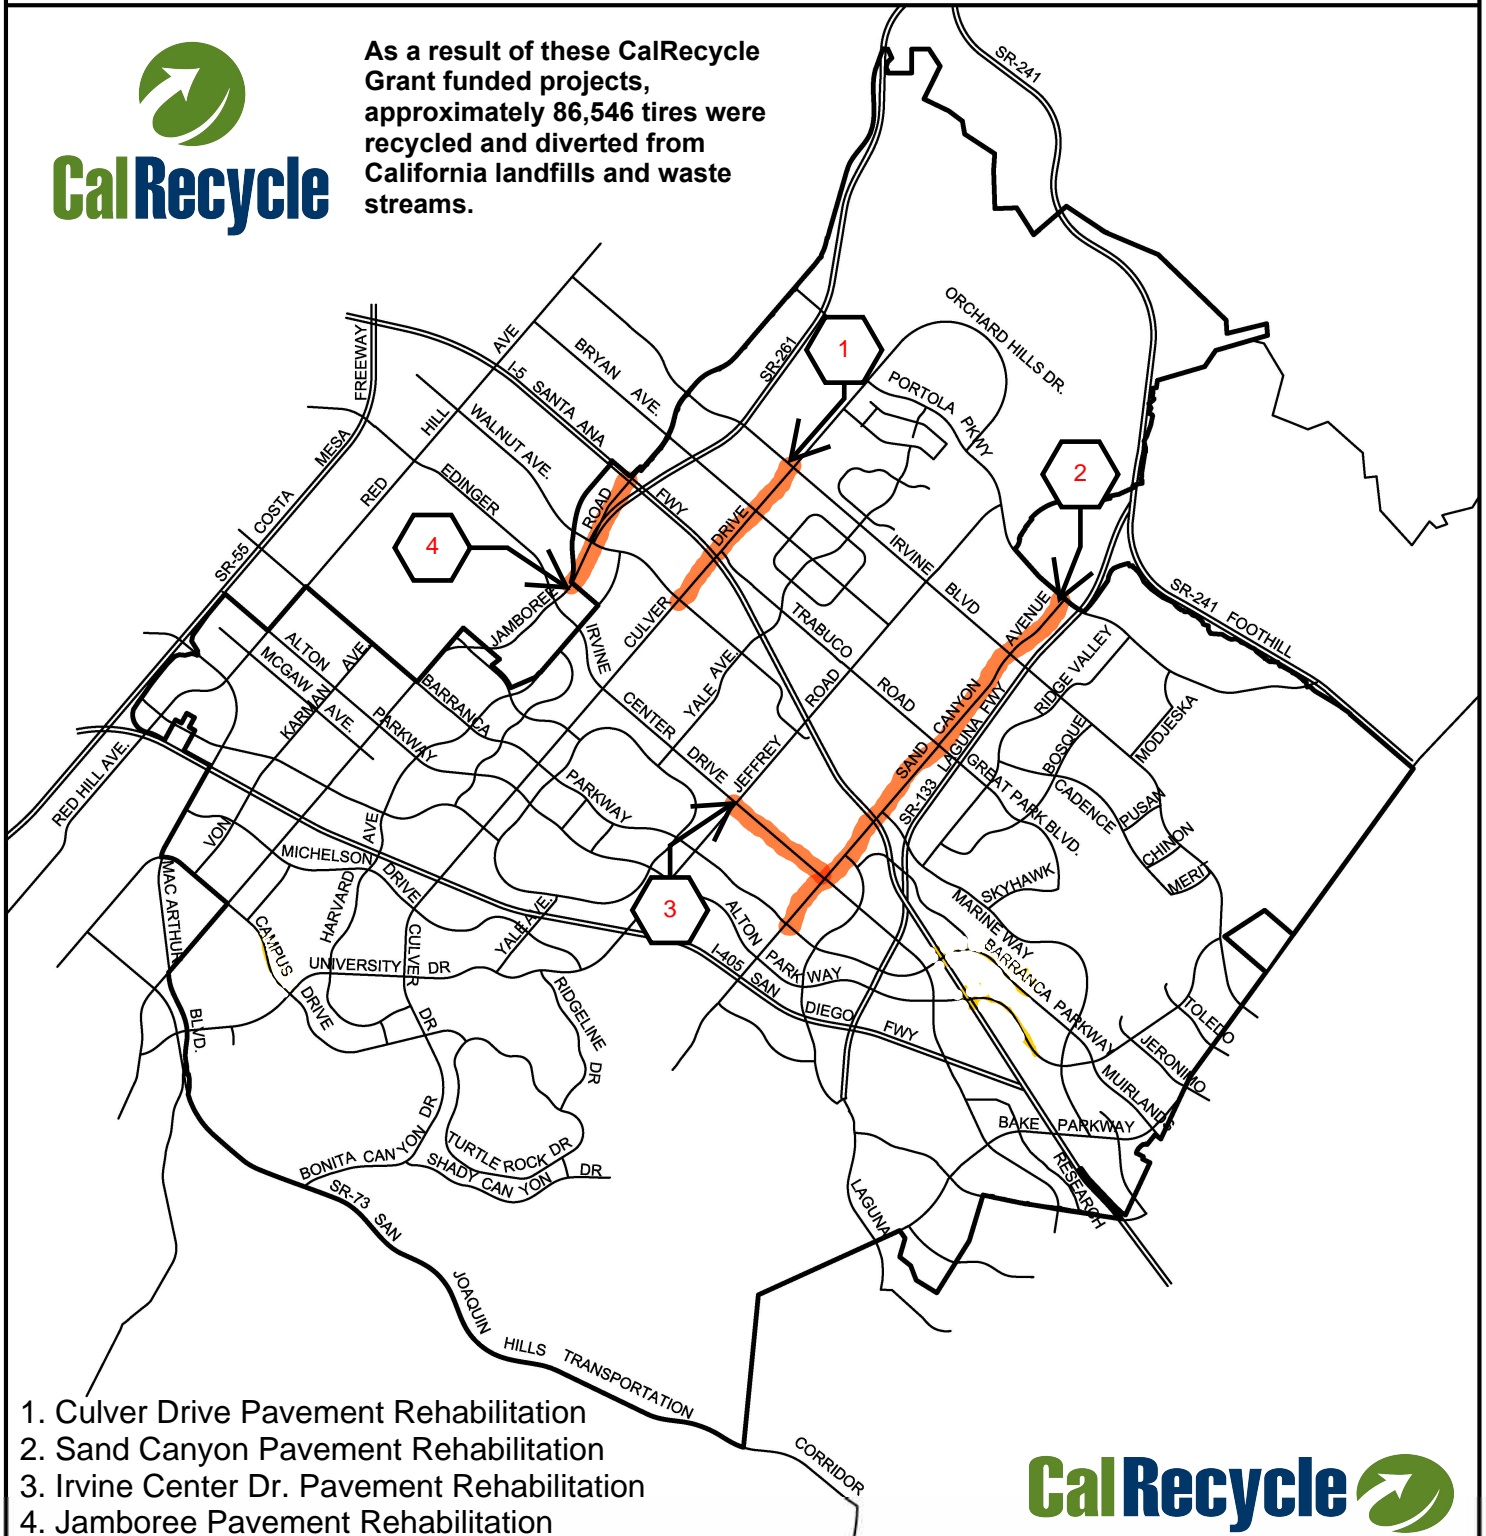 CalRecycle
As a result of these CalRecycle
Grant funded projects,
approximately 86,546 tires were
recycled and diverted from
California landfills and waste
streams.
SR-241
ORCHARD HILLS DR.
SR-261
1
PORTOLA PKWY
FREEWAY
MESA
COSTA
SR-55
AVE
HILL
RED
BRYAN AVE.
I-5 SANTA ANA
FWY
WALNUT AVE.
EDINGER
2
4
ROAD
JAMBOREE
DRIVE
CULVER
IRVINE
BLVD
AVENUE
SAND CANYON
SR-241 FOOTHILL
TRABUCO
ROAD
RIDGE VALLEY
MODJESKA
BOSQUE
LAGUNA FWY
SR-133
GREAT PARK BLVD.
CADENCE
PUSAN
CHINON
MERIT
ALTON
PARKWAY
MCGAW AVE.
AVE.
KARMAN
VON
BARRANCA
PARKWAY
IRVINE
CENTER
DRIVE
YALE AVE.
ROAD
JEFFREY
RED HILL AVE.
MICHELSON
DRIVE
AVE
HARVARD
MAC ARTHUR
BLVD.
CAMPUS
DRIVE
UNIVERSITY DR
CULVER
DR
YALE AVE.
3
ALTON
PARK WAY
I-405 SAN
DIEGO
FWY
SKYHAWK
MARINE WAY
BARRANCA PARKWAY
TOLEDO
JERONIMO
MUIRLANDS
BAKE PARKWAY
RESEARCH
LAGUNA
RIDGELINE
DR
TURTLE ROCK DR
BONITA CAN YON DR
SHADY CAN YON DR
SR-73 SAN
JOAQUIN
HILLS TRANSPORTATION
CORRIDOR
1. Culver Drive Pavement Rehabilitation
2. Sand Canyon Pavement Rehabilitation
3. Irvine Center Dr. Pavement Rehabilitation
4. Jamboree Pavement Rehabilitation
CalRecycle